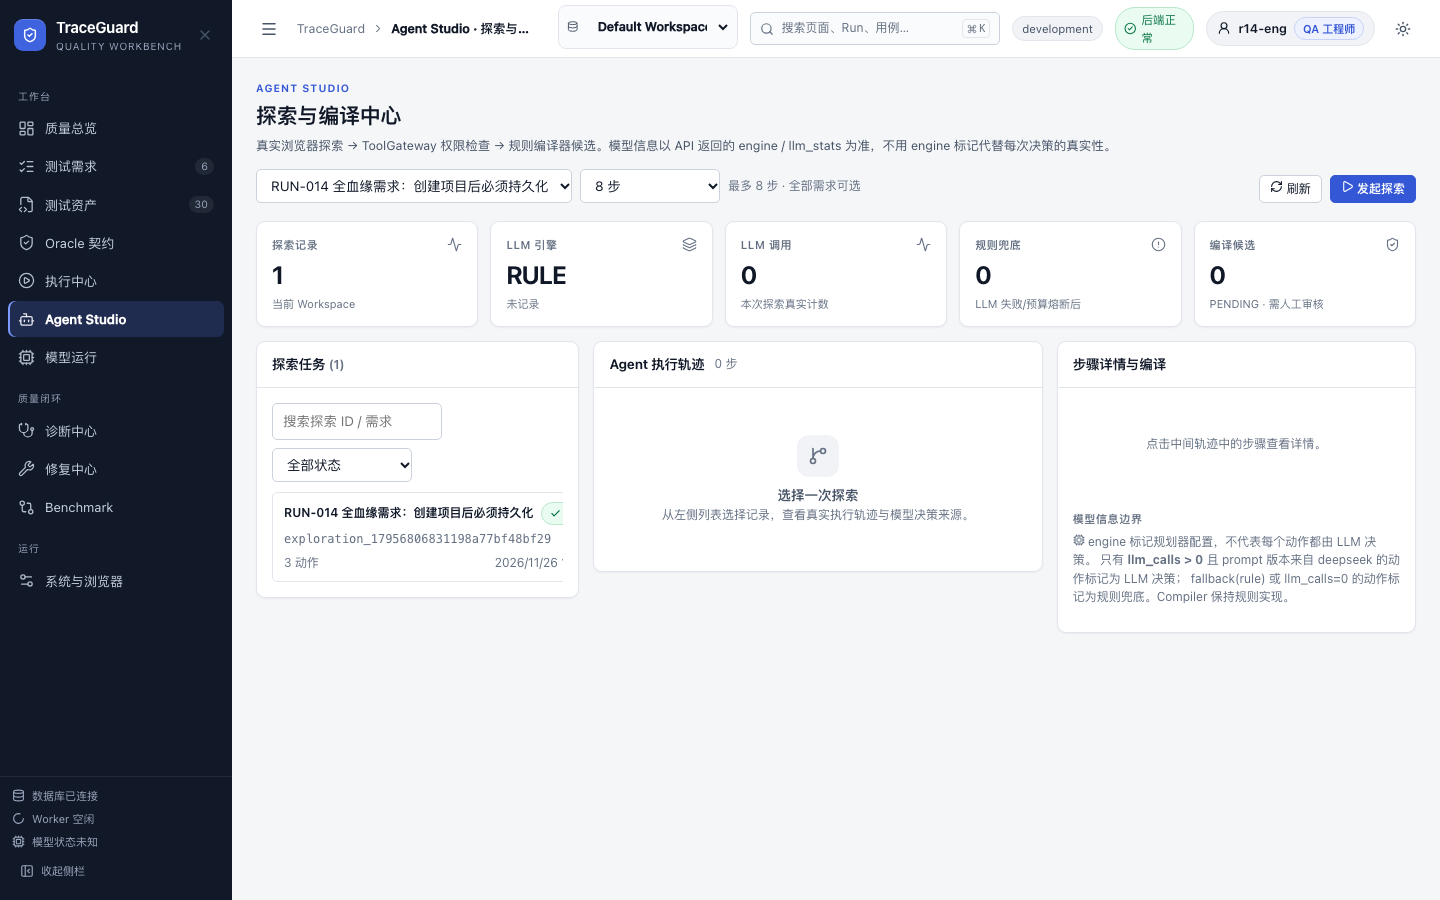 TraceGuard
QUALITY WORKBENCH
工作台
质量总览
测试需求 6
测试资产 30
Oracle 契约
执行中心
Agent Studio
模型运行
质量闭环
诊断中心
修复中心
Benchmark
运行
系统与浏览器
数据库已连接
Worker 空闲
模型状态未知
收起侧栏
TraceGuard > Agent Studio · 探索与...
Default Workspace
搜索页面、Run、用例... ⌘ K
development
后端正
常
r14-eng QA 工程师
AGENT STUDIO
探索与编译中心
真实浏览器探索 → ToolGateway 权限检查 → 规则编译器候选。模型信息以 API 返回的 engine / llm_stats 为准，不用 engine 标记代替每次决策的真实性。
RUN-014 全血缘需求：创建项目后必须持久化
8 步
最多 8 步 · 全部需求可选
刷新
发起探索
探索记录
1
当前 Workspace
LLM 引擎
RULE
未记录
LLM 调用
0
本次探索真实计数
规则兜底
0
LLM 失败/预算熔断后
编译候选
0
PENDING · 需人工审核
探索任务 (1)
搜索探索 ID / 需求
全部状态
RUN-014 全血缘需求：创建项目后必须持久化
exploration_17956806831198a77bf48bf29
3 动作 2026/11/26
Agent 执行轨迹 0 步
选择一次探索
从左侧列表选择记录，查看真实执行轨迹与模型决策来源。
步骤详情与编译
点击中间轨迹中的步骤查看详情。
模型信息边界
engine 标记规划器配置，不代表每个动作都由 LLM 决
策。 只有 llm_calls > 0 且 prompt 版本来自 deepseek 的动
作标记为 LLM 决策； fallback(rule) 或 llm_calls=0 的动作标
记为规则兜底。Compiler 保持规则实现。